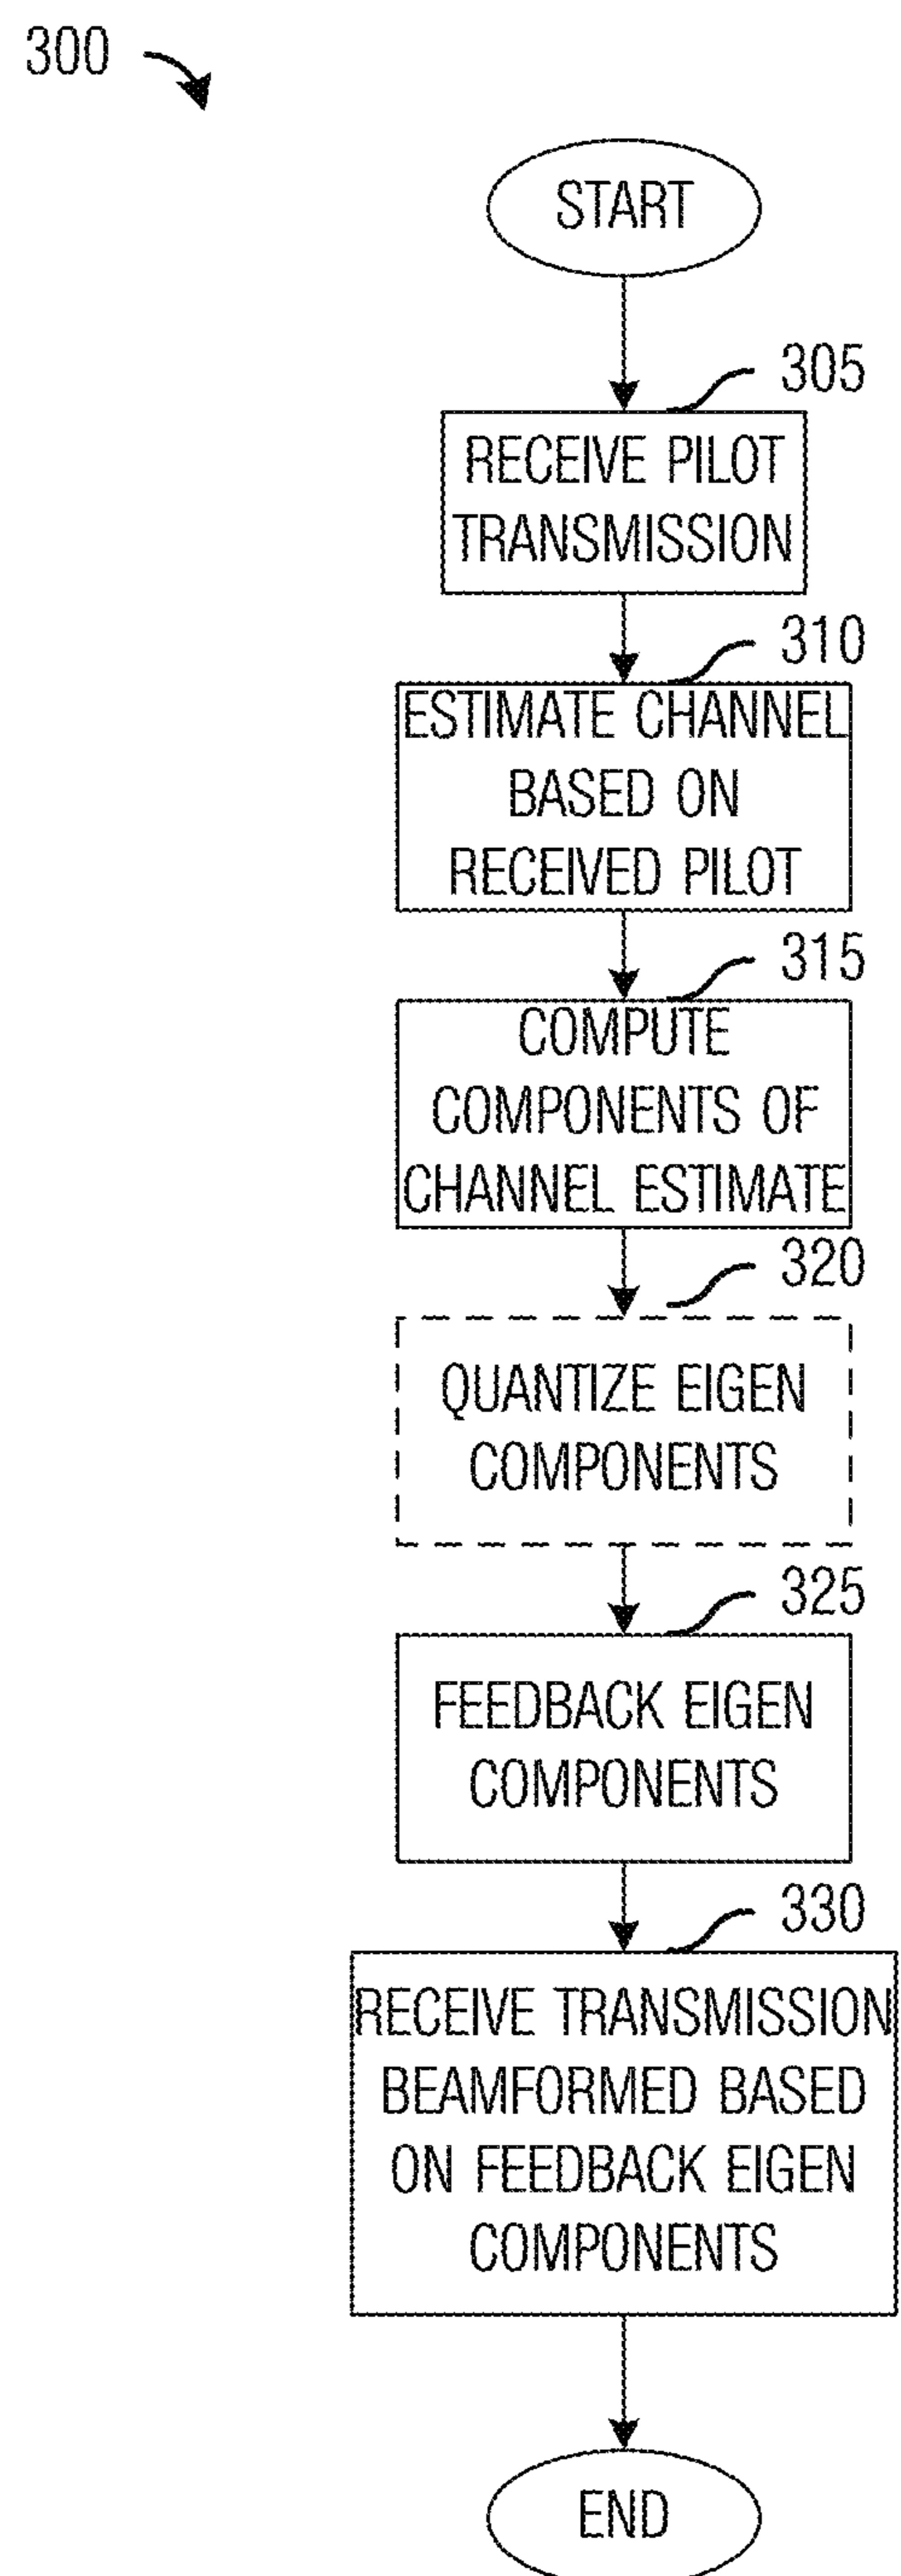 300
START
305
RECEIVE PILOT
TRANSMISSION
310
ESTIMATE CHANNEL
BASED ON
RECEIVED PILOT
315
COMPUTE
COMPONENTS OF
CHANNEL ESTIMATE
320
QUANTIZE EIGEN
COMPONENTS
325
FEEDBACK EIGEN
COMPONENTS
330
RECEIVE TRANSMISSION
BEAMFORMED BASED
ON FEEDBACK EIGEN
COMPONENTS
END